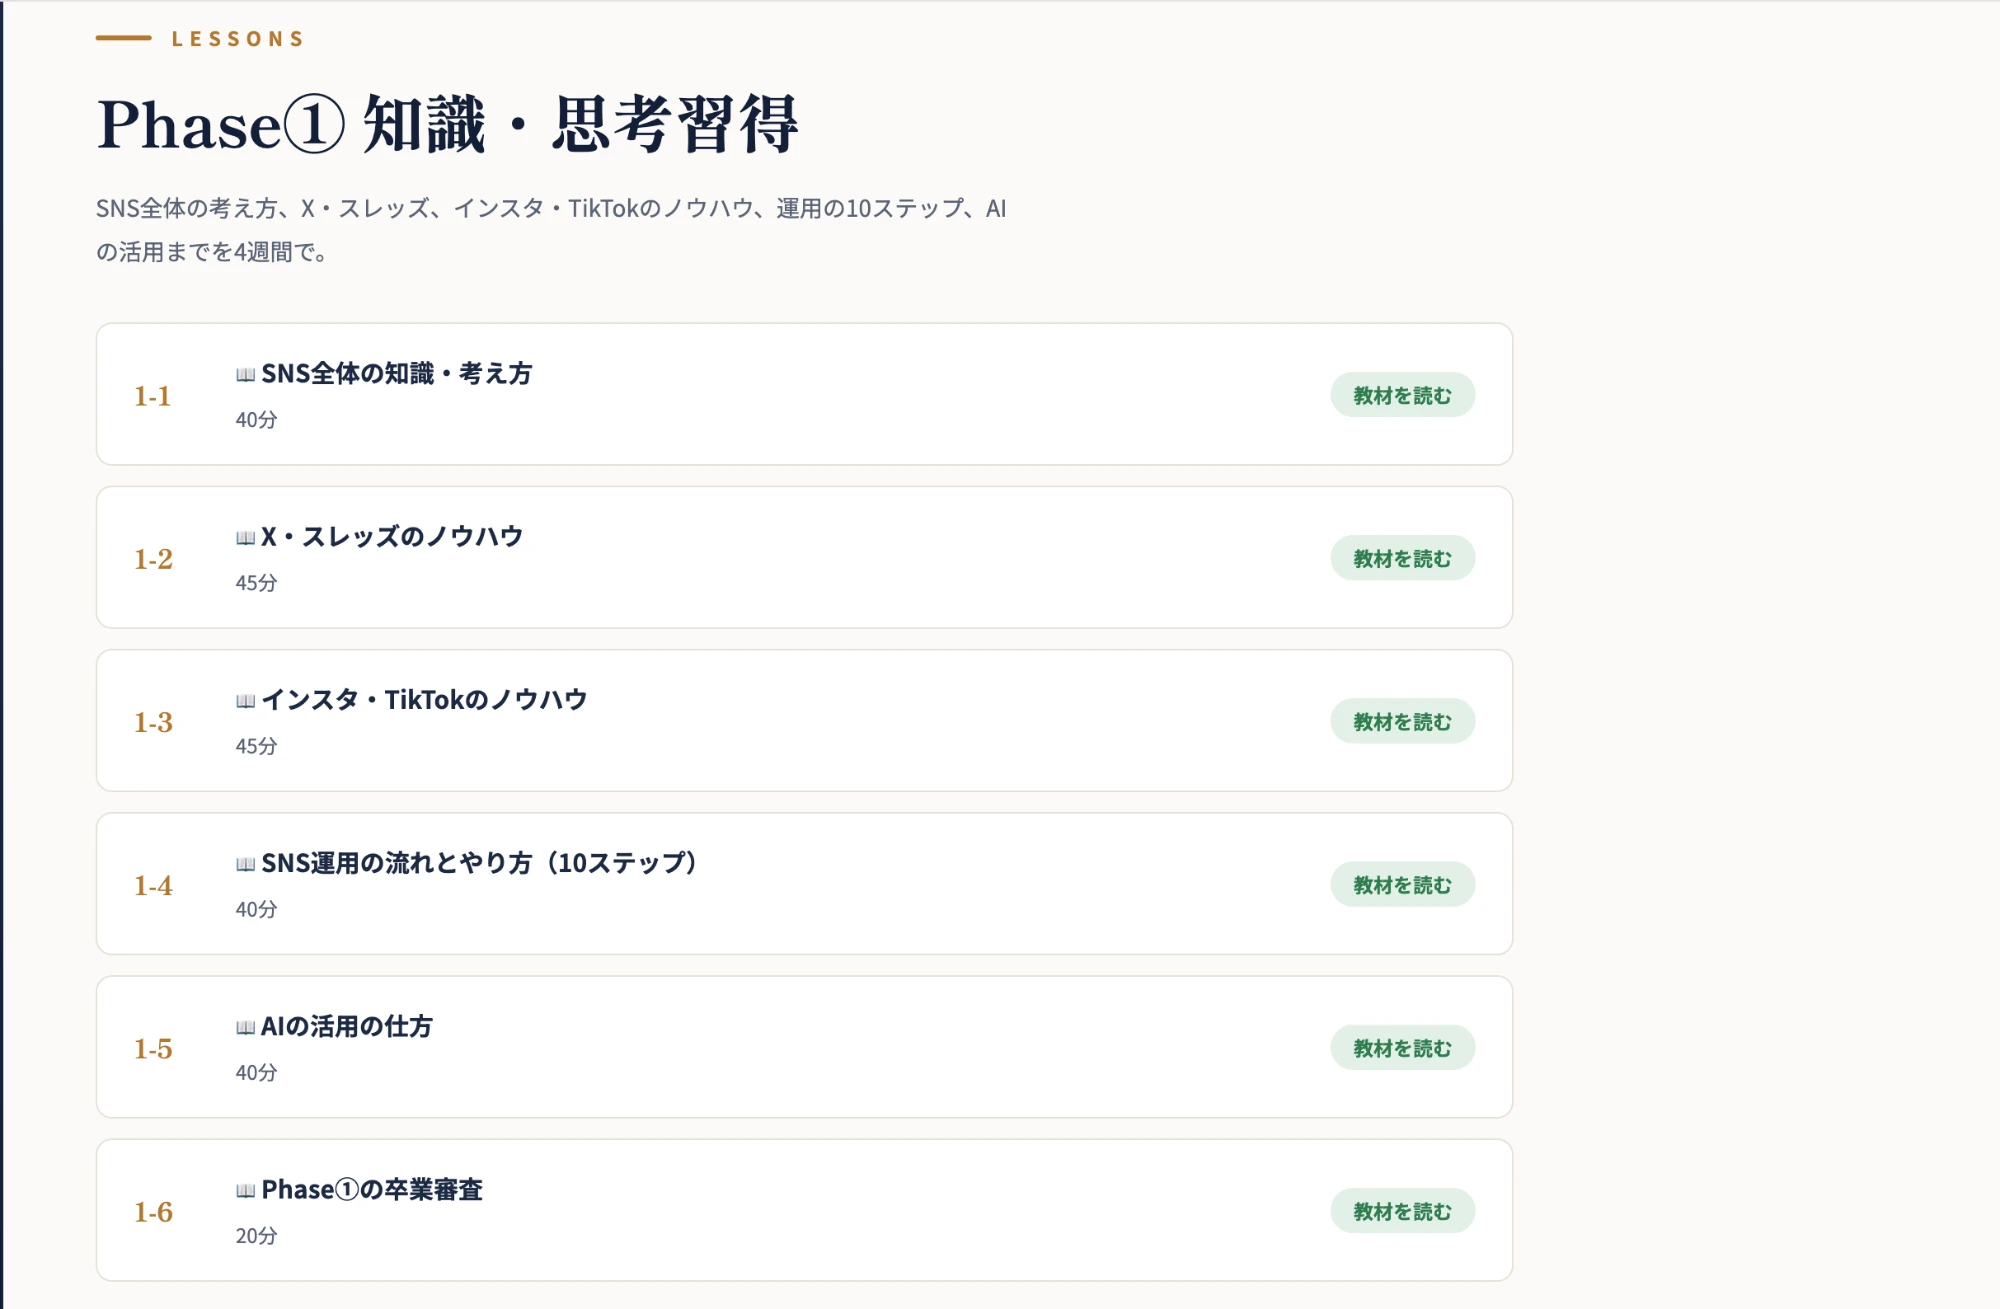 LESSONS
Phase① 知識・思考習得
SNS全体の考え方、X・スレッズ、インスタ・TikTokのノウハウ、運用の10ステップ、AI
の活用までを4週間で。
1-1
📖 SNS全体の知識・考え方
40分
教材を読む
1-2
📖 X・スレッズのノウハウ
45分
教材を読む
1-3
📖 インスタ・TikTokのノウハウ
45分
教材を読む
1-4
📖 SNS運用の流れとやり方（10ステップ）
40分
教材を読む
1-5
📖 AIの活用の仕方
40分
教材を読む
1-6
📖 Phase①の卒業審査
20分
教材を読む